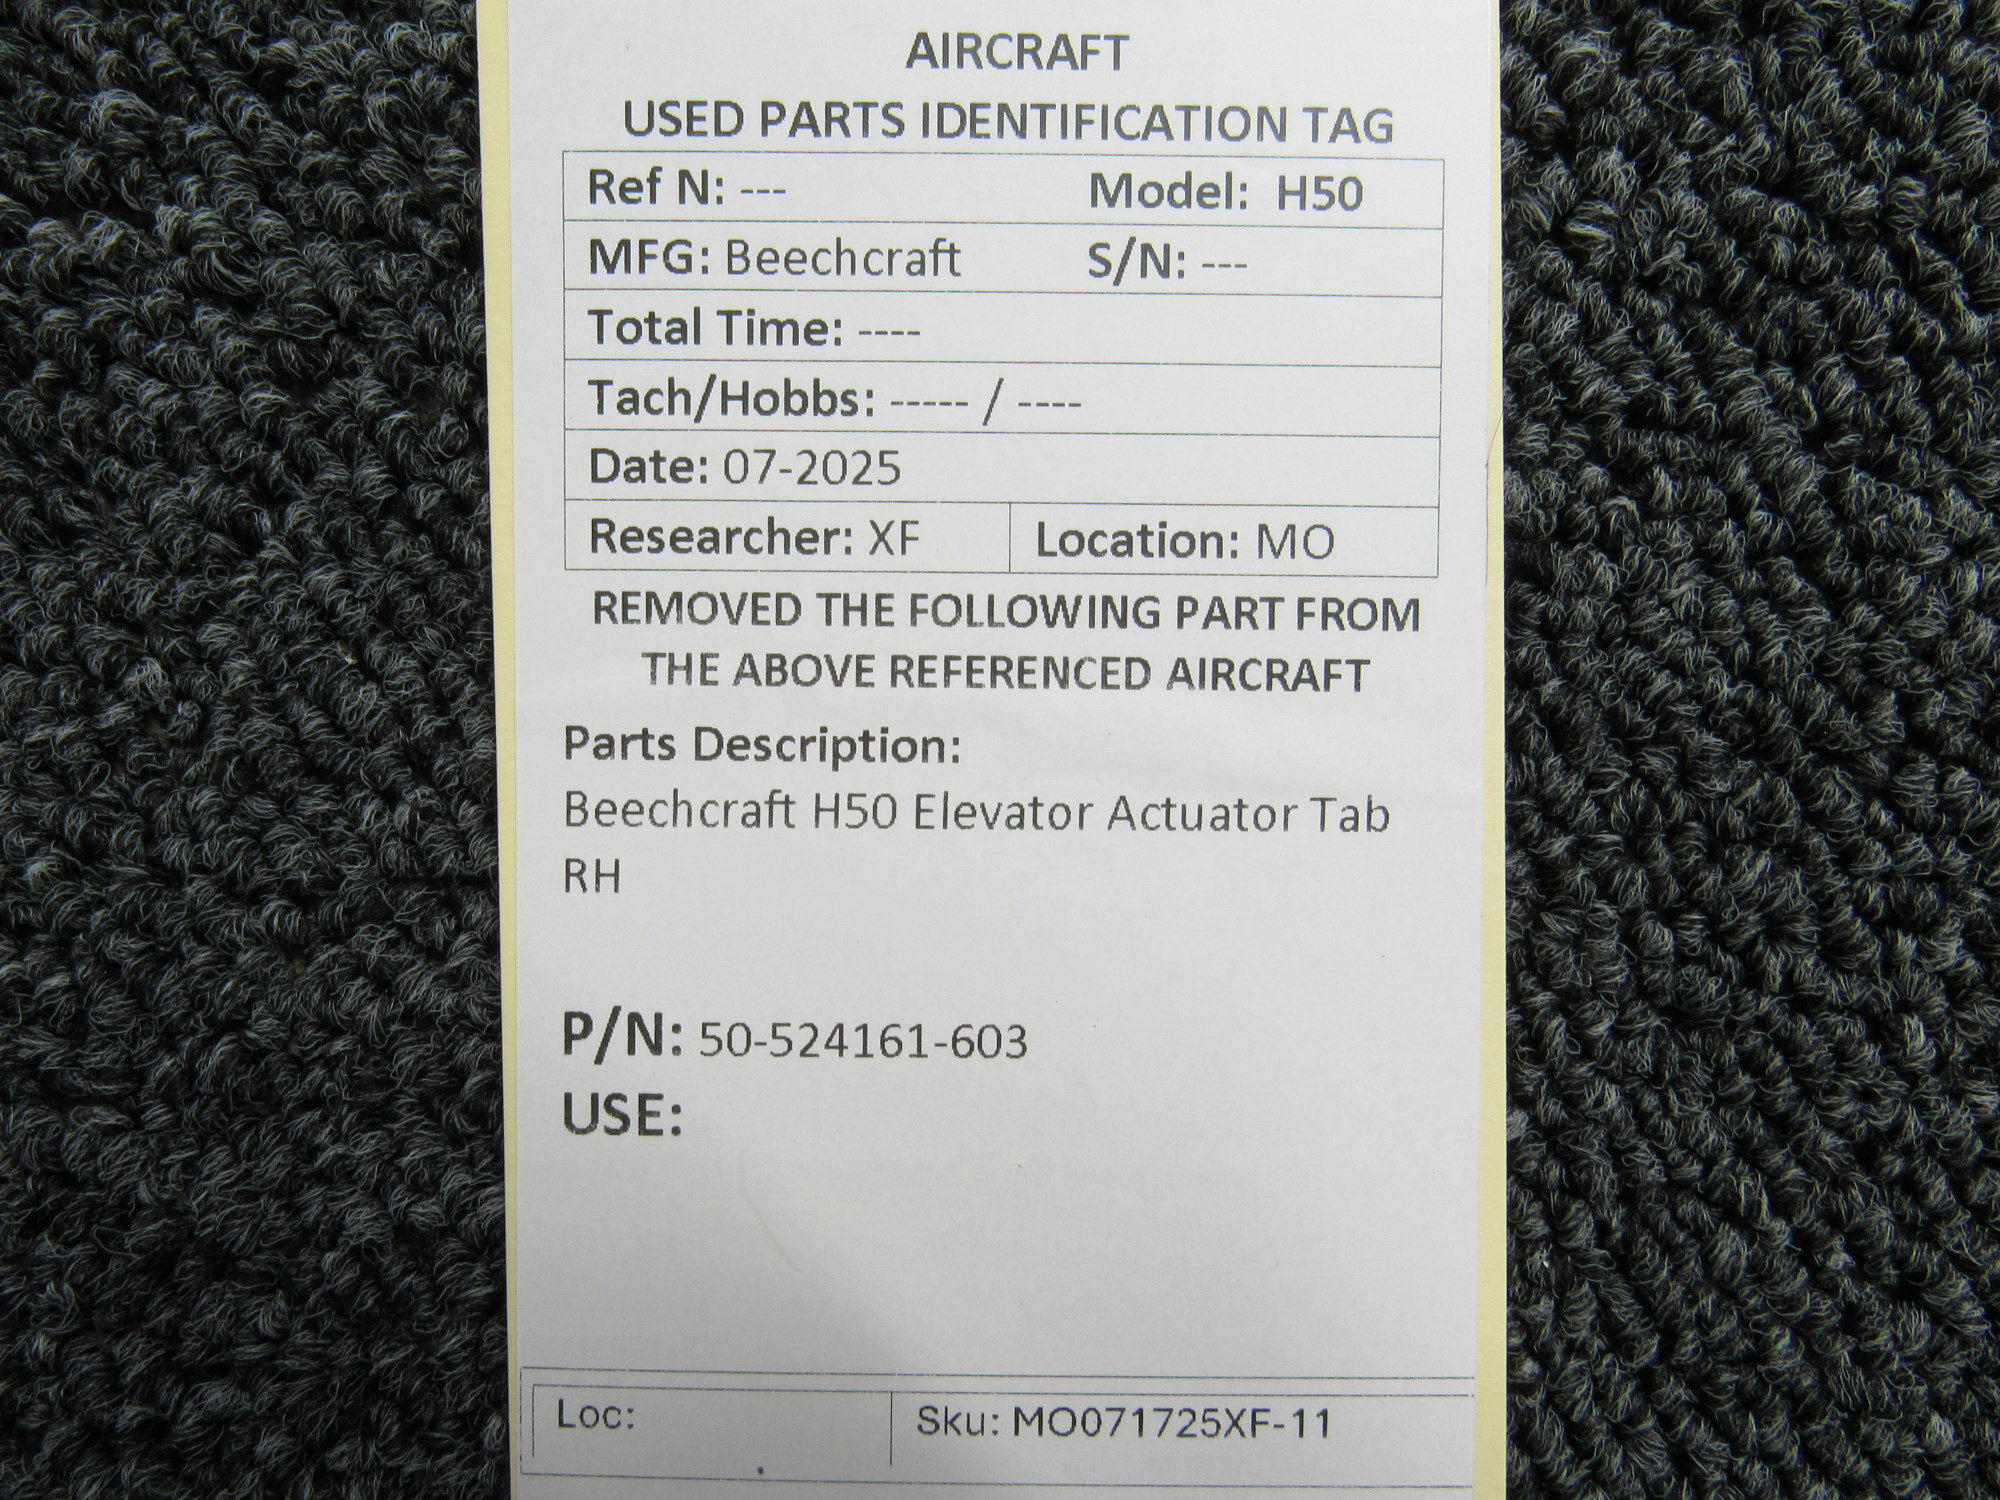 AIRCRAFT
USED PARTS IDENTIFICATION TAG
Ref N: --- Model: H50
MFG: Beechcraft S/N: ---
Total Time: ----
Tach/Hobbs: ----- / ----
Date: 07-2025
Researcher: XF Location: MO
REMOVED THE FOLLOWING PART FROM
THE ABOVE REFERENCED AIRCRAFT
Parts Description:
Beechcraft H50 Elevator Actuator Tab
RH
P/N: 50-524161-603
USE:
Loc: Sku: MO071725XF-11